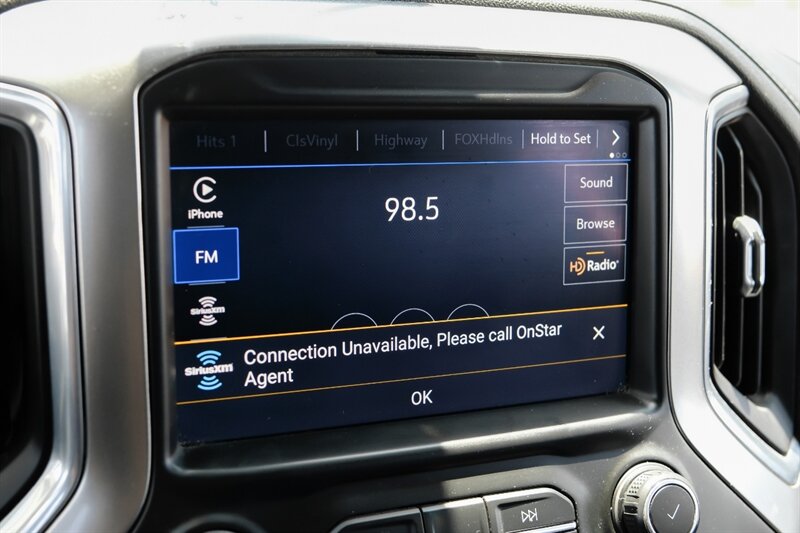 Hits 1 ClsVinyl Highway FOXHdlns Hold to Set
iPhone
98.5
Sound
FM
Browse
HD Radio
SiriusXM
SiriusXM Connection Unavailable, Please call OnStar
Agent
OK